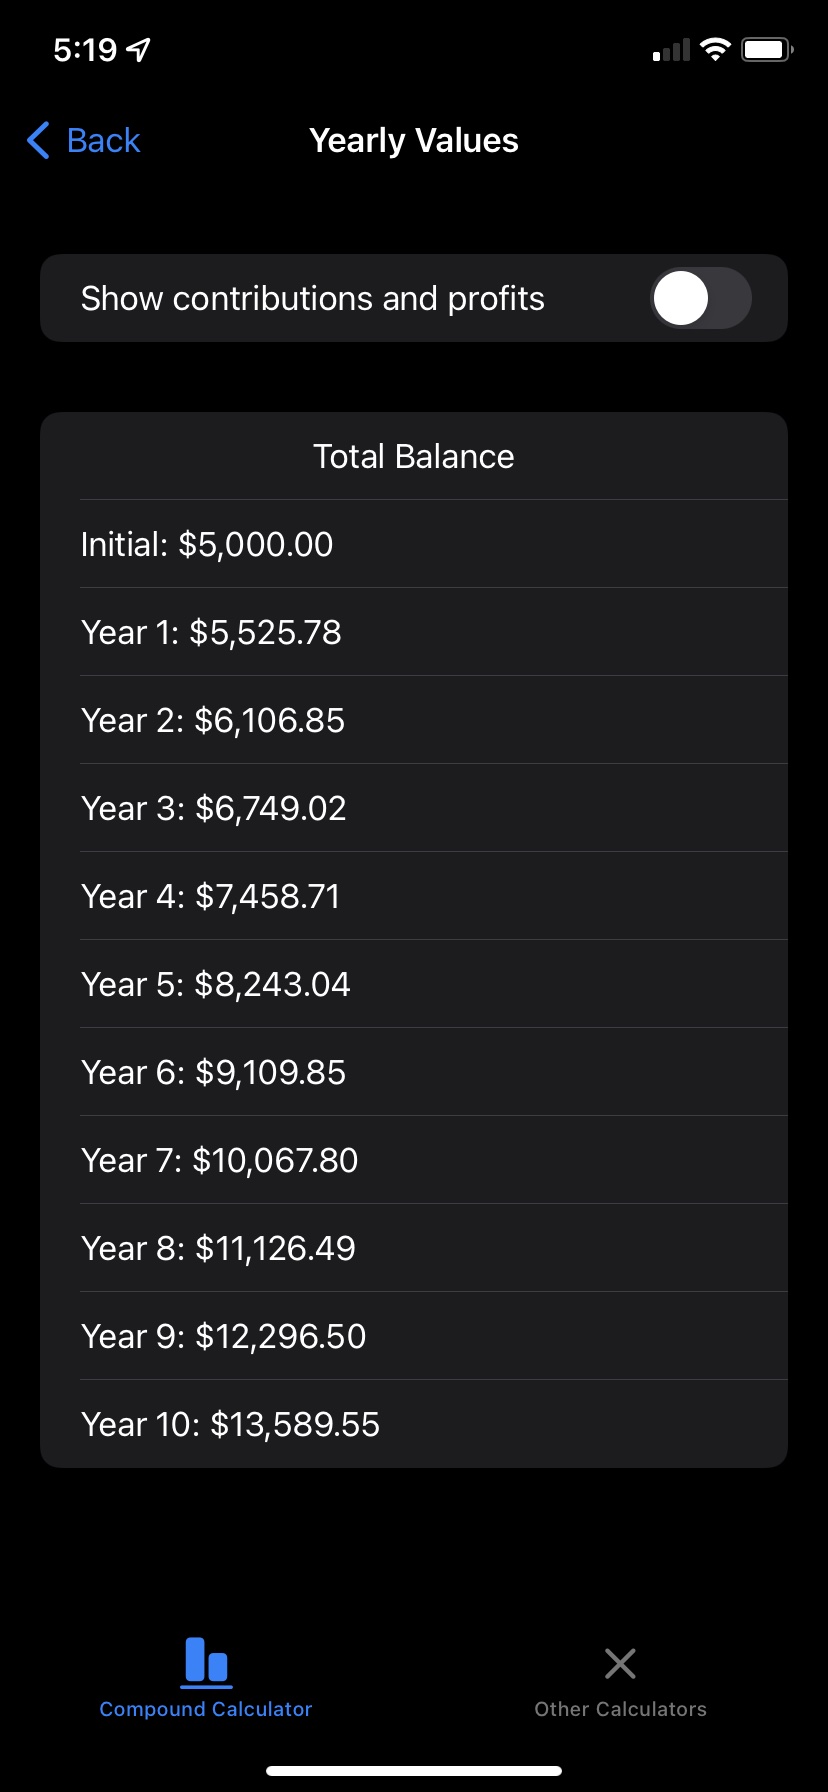 5:19
Back
Yearly Values
Show contributions and profits
Total Balance
Initial: $5,000.00
Year 1: $5,525.78
Year 2: $6,106.85
Year 3: $6,749.02
Year 4: $7,458.71
Year 5: $8,243.04
Year 6: $9,109.85
Year 7: $10,067.80
Year 8: $11,126.49
Year 9: $12,296.50
Year 10: $13,589.55
Compound Calculator
Other Calculators